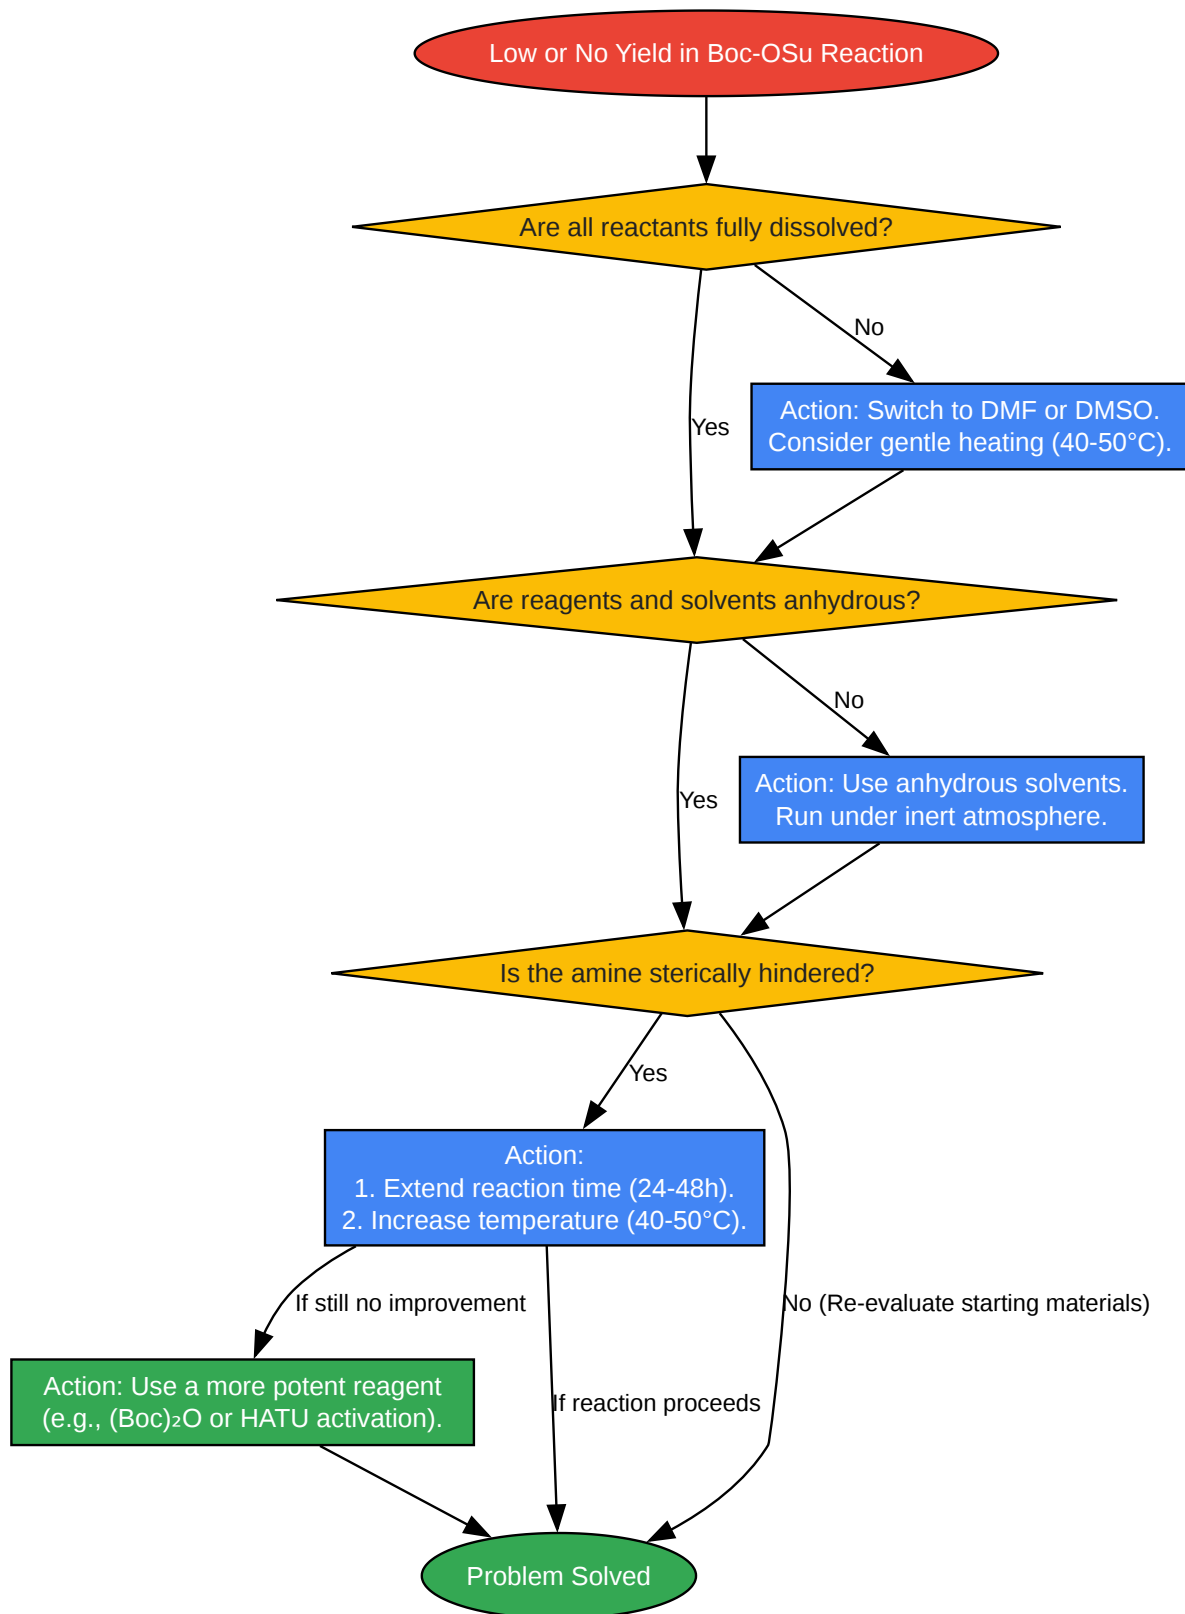 Low or No Yield in Boc-OSu Reaction
Are all reactants fully dissolved?
No
Action: Switch to DMF or DMSO.
Consider gentle heating (40-50°C).
Yes
Are reagents and solvents anhydrous?
No
Action: Use anhydrous solvents.
Run under inert atmosphere.
Yes
Is the amine sterically hindered?
Yes
Action:
1. Extend reaction time (24-48h).
2. Increase temperature (40-50°C).
If still no improvement
No (Re-evaluate starting materials)
Action: Use a more potent reagent
(e.g., (Boc)₂O or HATU activation).
If reaction proceeds
Problem Solved